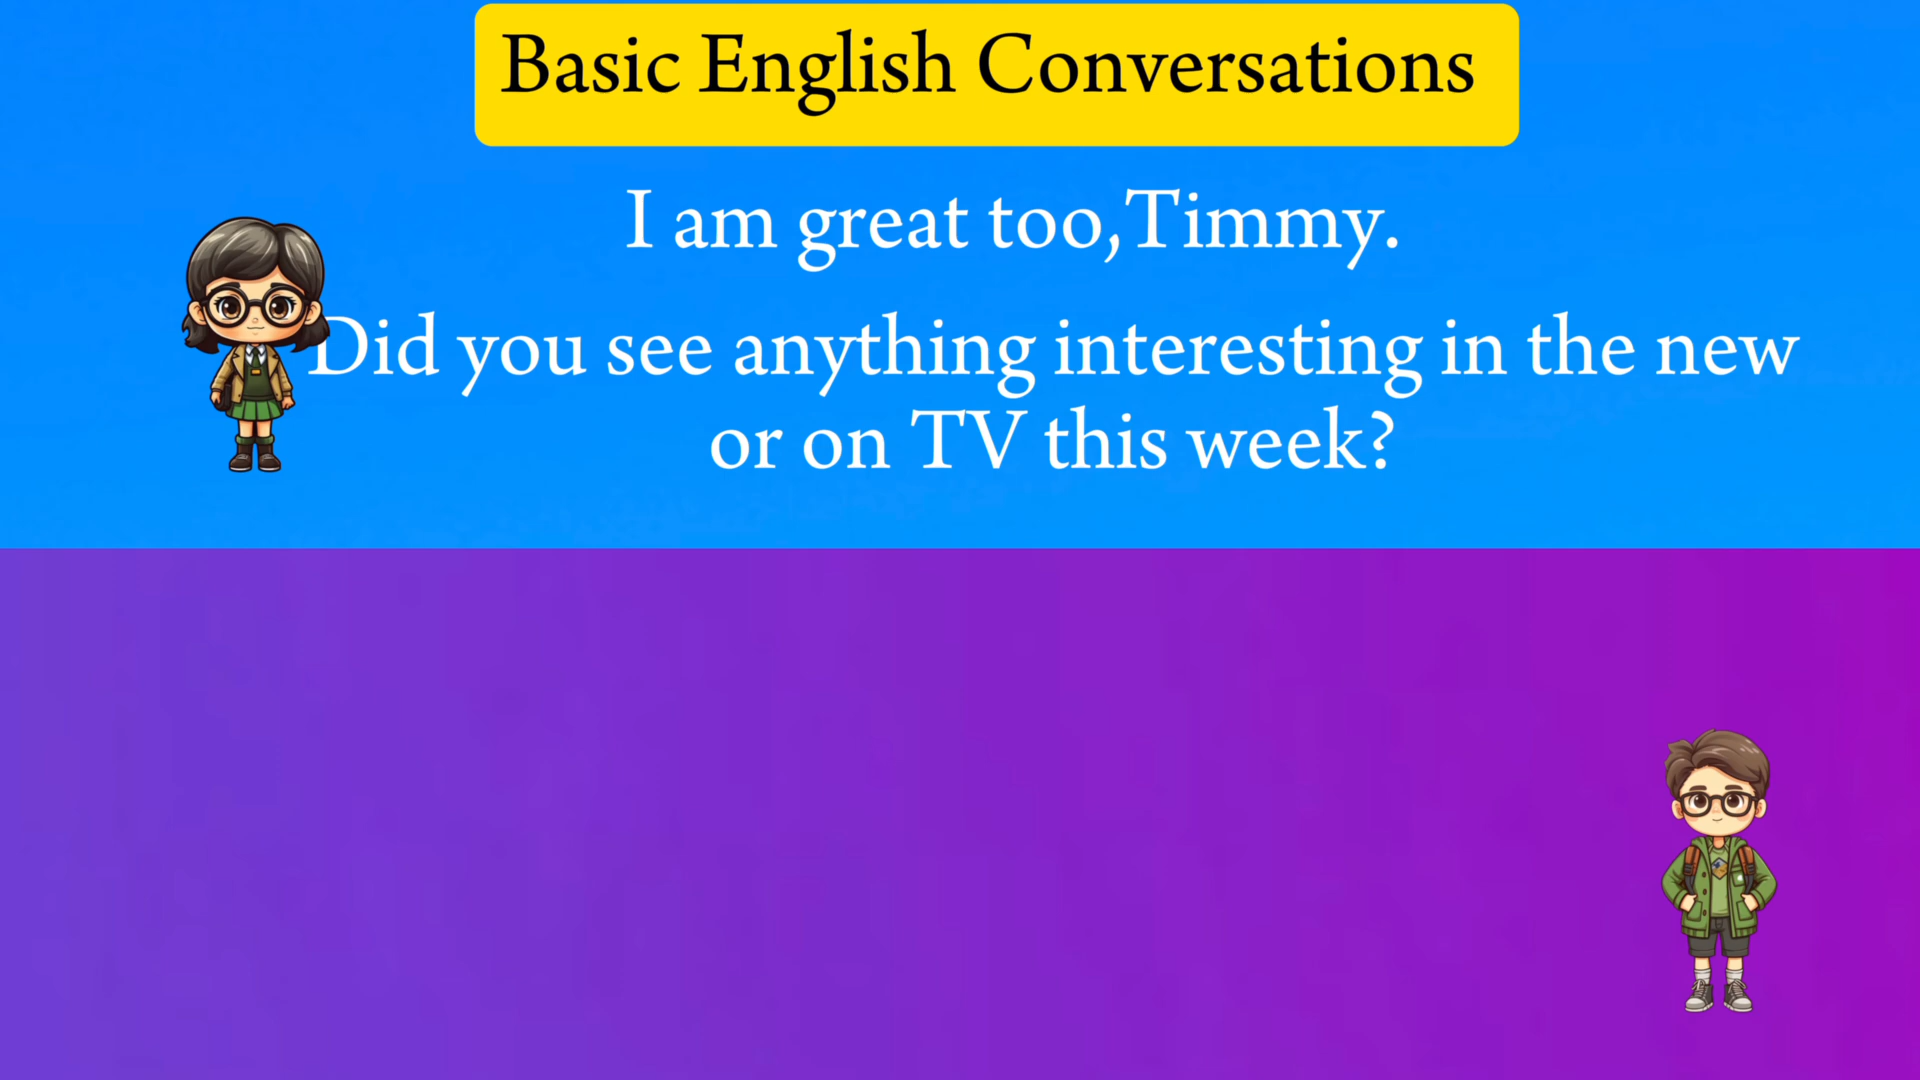 Basic English Conversations
I am great too,Timmy.
Did you see anything interesting in the new
or on TV this week?